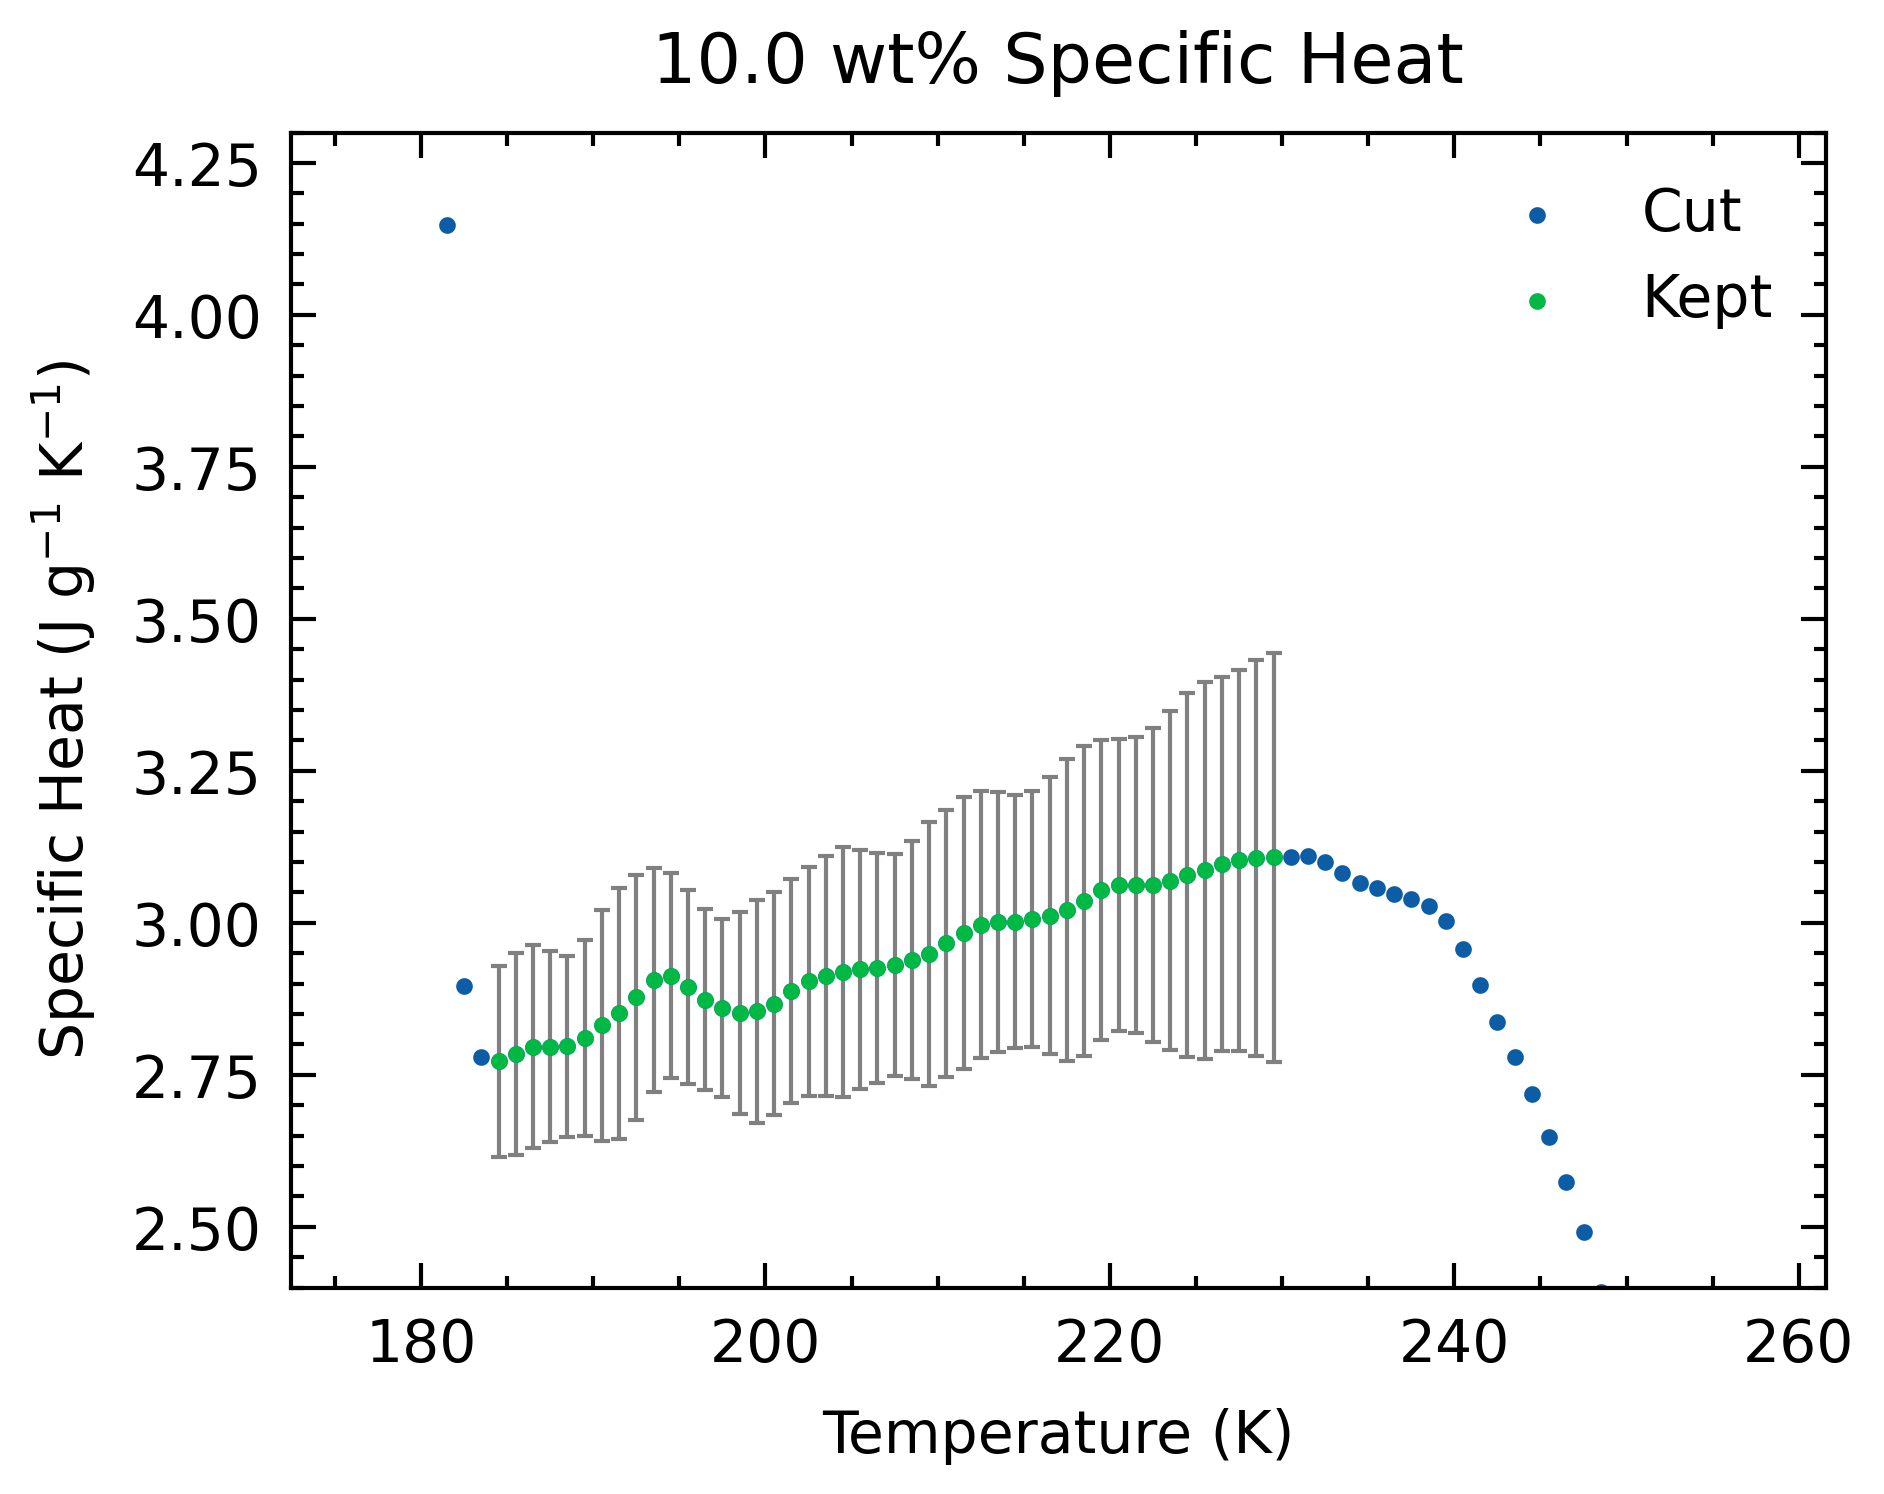 10.0 wt% Specific Heat
Specific Heat (J g⁻¹ K⁻¹)
4.25
4.00
3.75
3.50
3.25
3.00
2.75
2.50
Cut
Kept
180 200 220 240 260
Temperature (K)